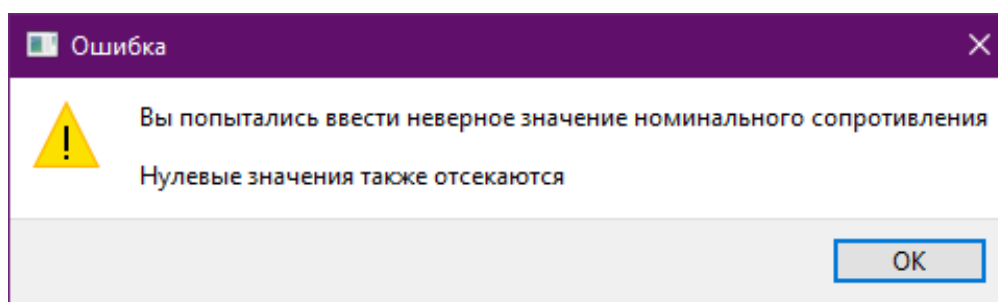 Ошибка
Вы попытались ввести неверное значение номинального сопротивления
Нулевые значения также отсекаются
OK